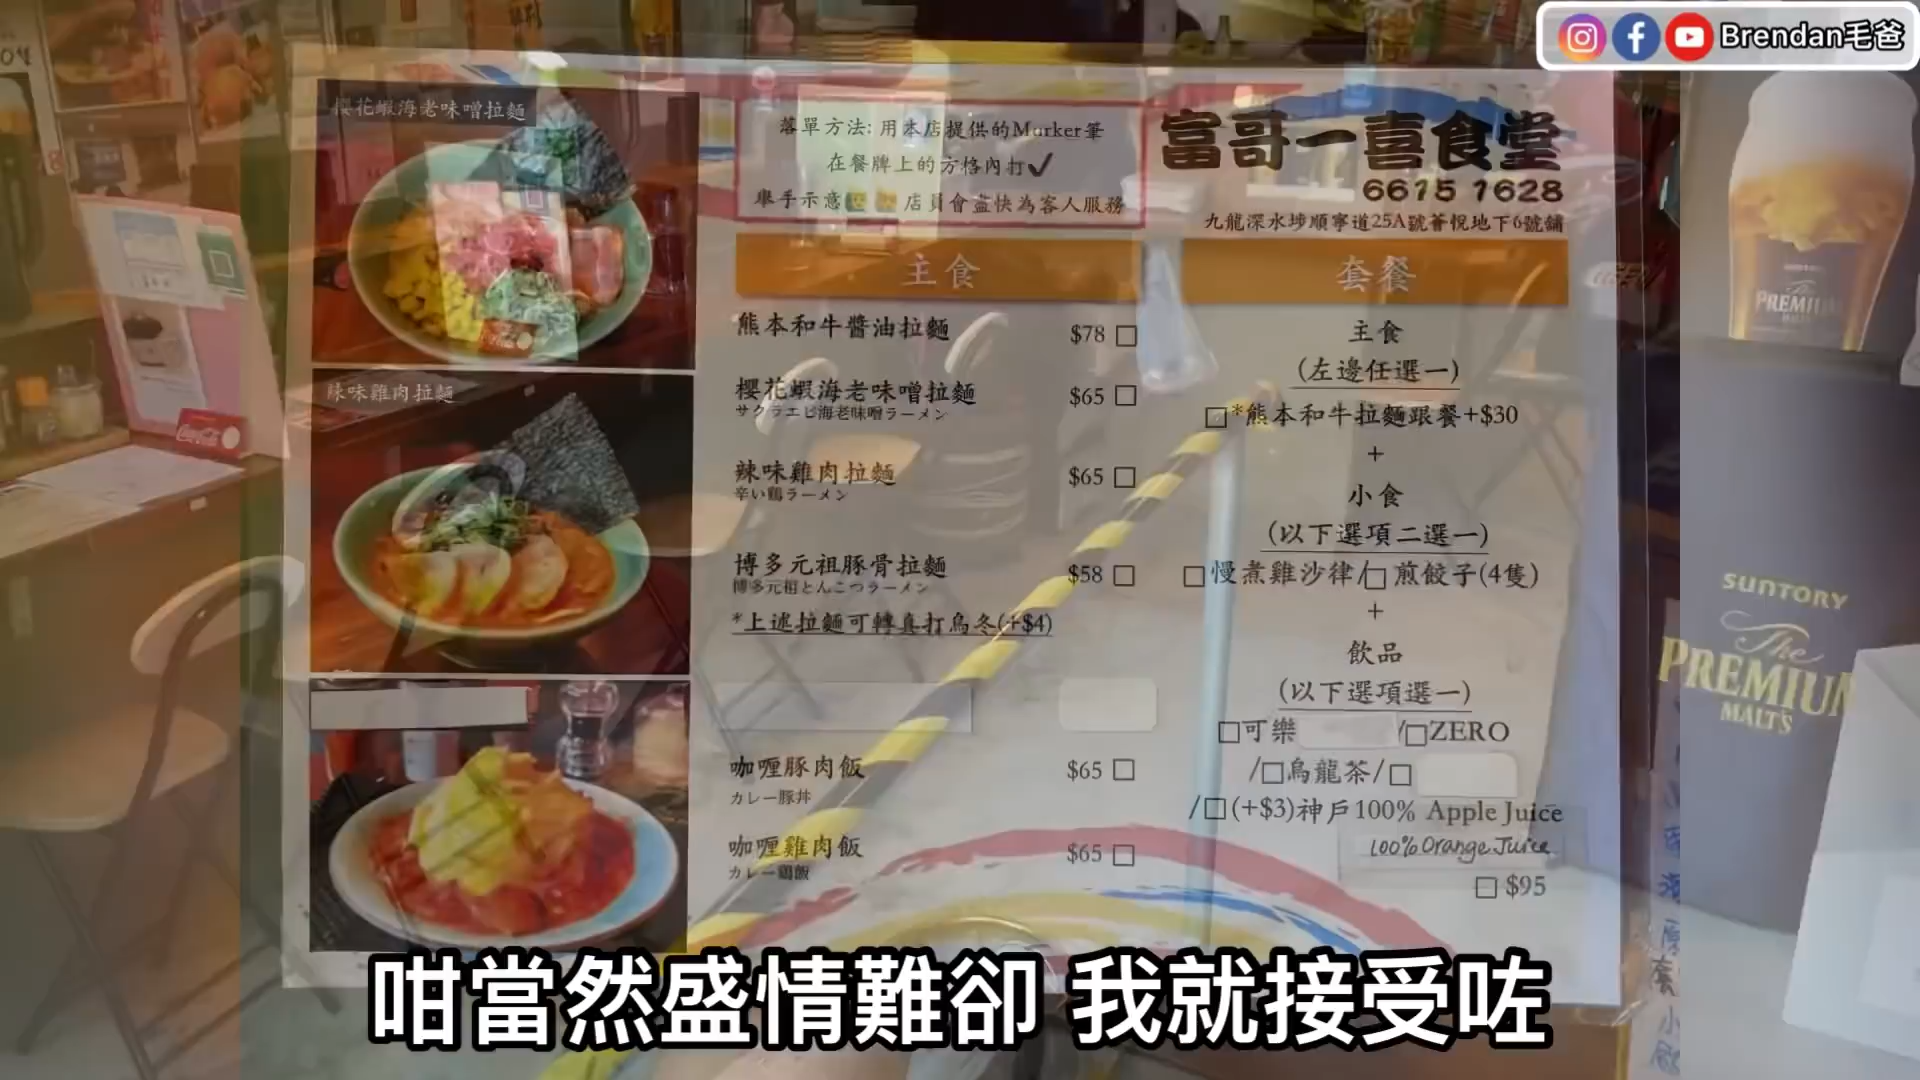 Brendan毛爸
櫻花蝦海老味噌拉麵
辣味雞肉拉麵
落單方法: 用本店提供的Marker筆
在餐牌上的方格內打✓
舉手示意 店員會盡快為客人服務
富哥一喜食堂
6615 1628
九龍深水埗順寧道25A號薈悅地下6號舖
主食
熊本和牛醬油拉麵 $78 □
櫻花蝦海老味噌拉麵 $65 □
サクラエビ海老味噌ラーメン
辣味雞肉拉麵 $65 □
辛い鶏ラーメン
博多元祖豚骨拉麵 $58 □
博多元祖とんこつラーメン
*上述拉麵可轉真打烏冬(+$4)
咖喱豚肉飯 $65 □
カレー豚丼
咖喱雞肉飯 $65 □
カレー鶏飯
套餐
主食
(左邊任選一)
□*熊本和牛拉麵跟餐+$30
+
小食
(以下選項二選一)
□慢煮雞沙律/□煎餃子(4隻)
+
飲品
(以下選項選一)
□可樂 /□ZERO
/□烏龍茶/□
/□(+$3)神戶100% Apple Juice
100% Orange Juice
□ $95
PREMIUM
SUNTORY
The
PREMIUM
MALT'S
Coca-Cola
咁當然盛情難卻 我就接受咗